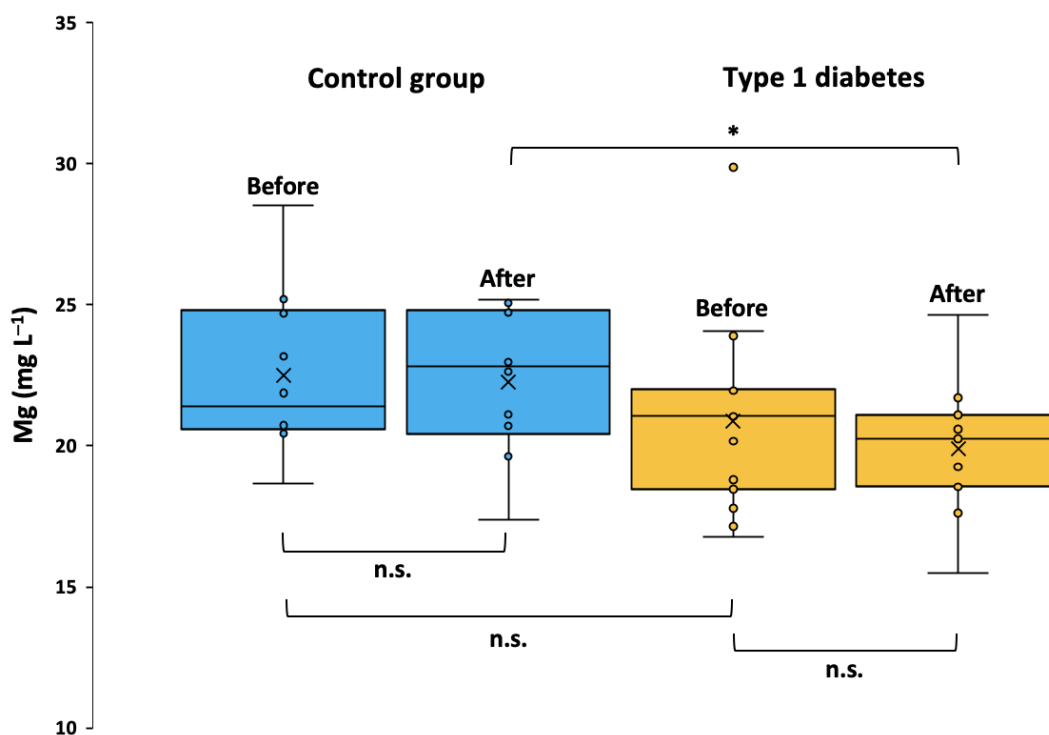 35
Control group
Type 1 diabetes
*
30
Before
After
25
Before
After
Mg (mg L⁻¹)
20
15
n.s.
n.s.
n.s.
10